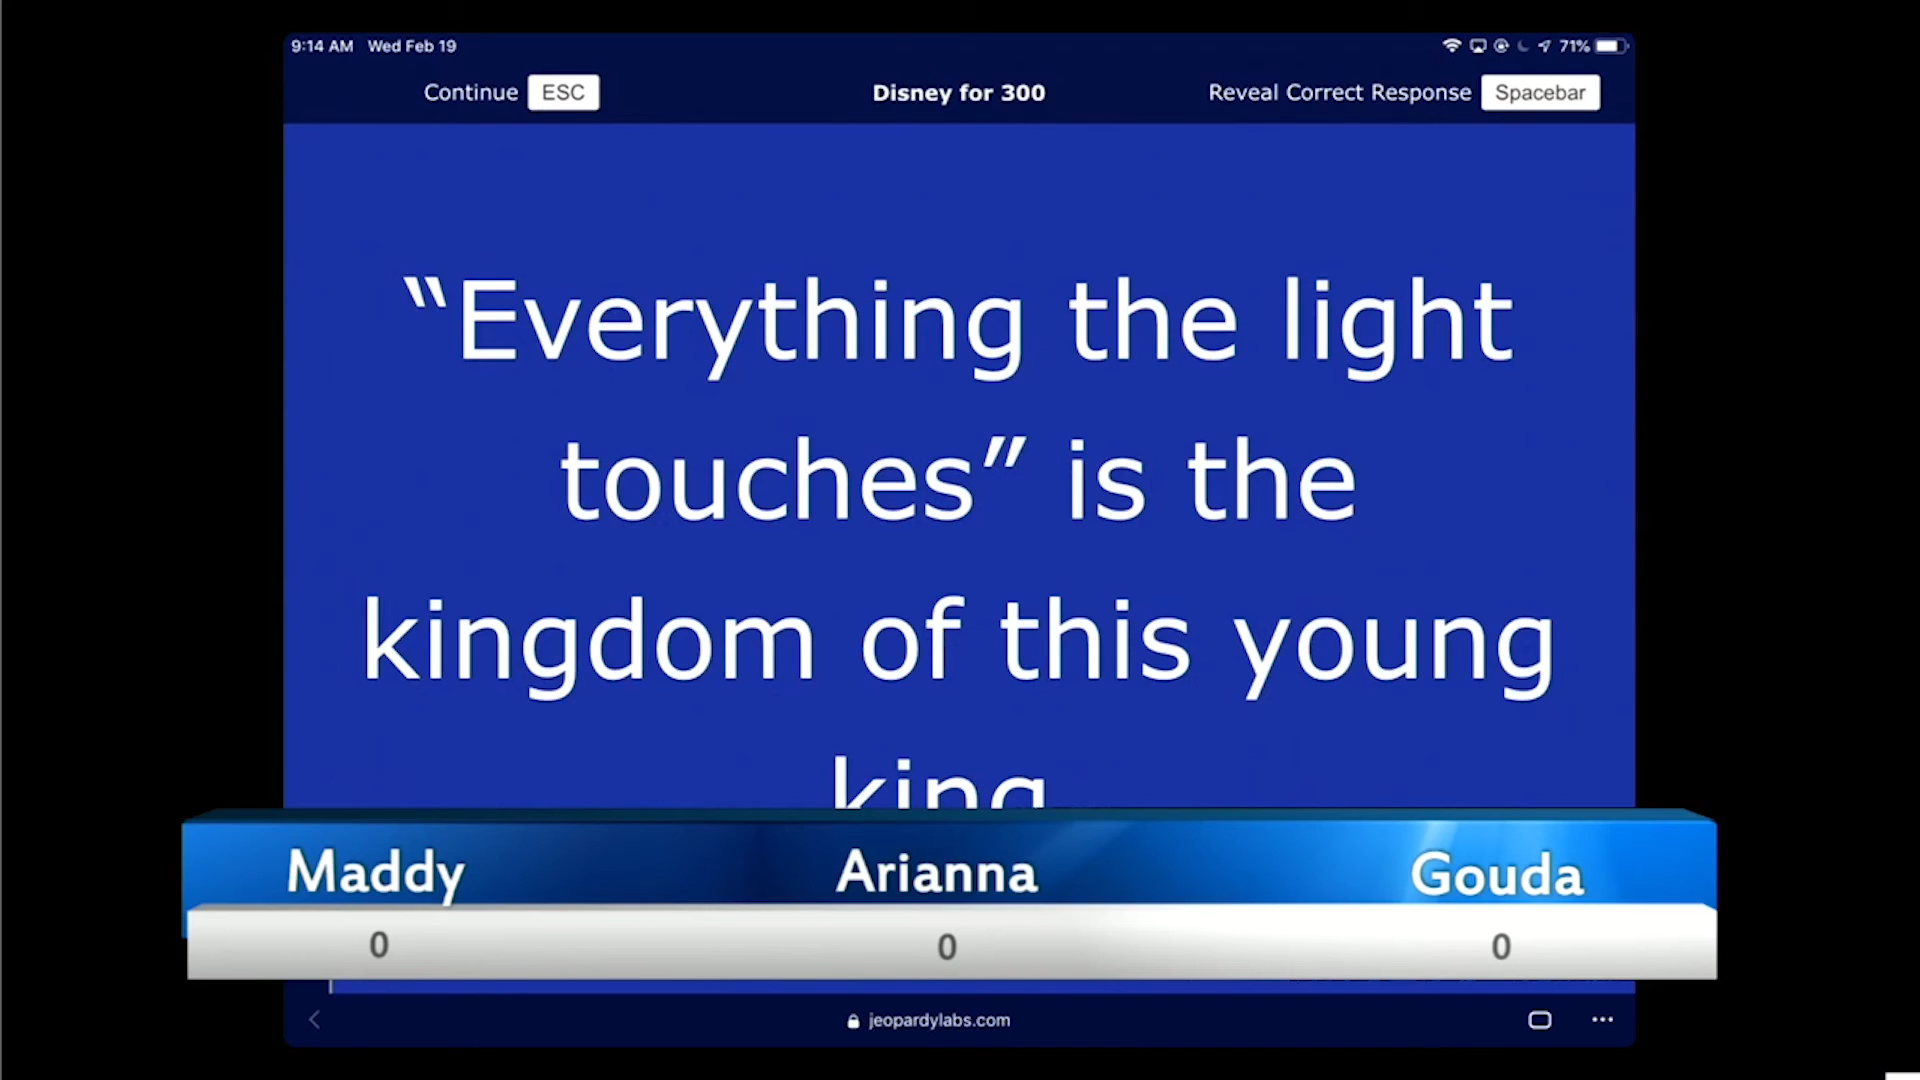 9:14 AM Wed Feb 19
71%
Continue ESC
Disney for 300
Reveal Correct Response Spacebar
“Everything the light
touches” is the
kingdom of this young
king
Maddy Arianna Gouda
0 0 0
jeopardylabs.com